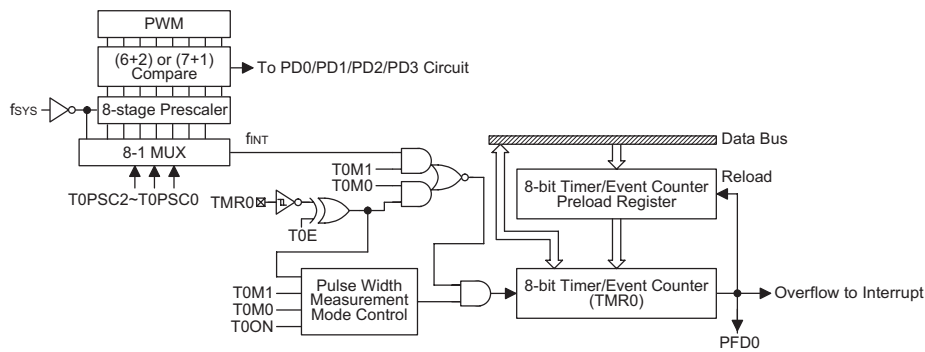 PWM
(6+2) or (7+1)
Compare
To PD0/PD1/PD2/PD3 Circuit
fSYS
8-stage Prescaler
8-1 MUX
fINT
T0PSC2~T0PSC0
T0M1
T0M0
TMR0
T0E
Data Bus
8-bit Timer/Event Counter
Preload Register
Reload
T0M1
T0M0
T0ON
Pulse Width
Measurement
Mode Control
8-bit Timer/Event Counter
(TMR0)
Overflow to Interrupt
PFD0